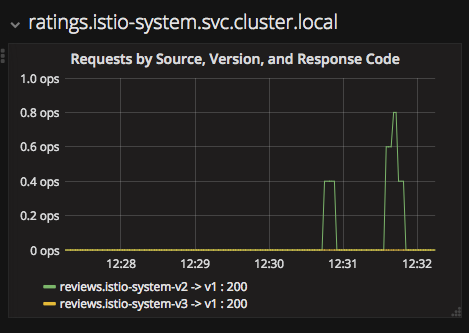 ratings.istio-system.svc.cluster.local
Requests by Source, Version, and Response Code
1.0 ops
0.8 ops
0.6 ops
0.4 ops
0.2 ops
0 ops
12:28 12:29 12:30 12:31 12:32
reviews.istio-system-v2 -> v1 : 200
reviews.istio-system-v3 -> v1 : 200